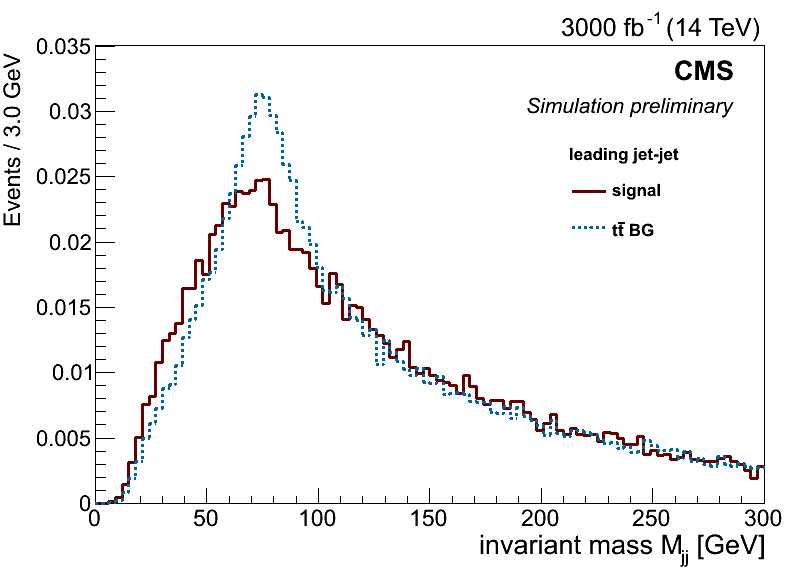 3000 fb-1 (14 TeV)
CMS
Simulation preliminary
leading jet-jet
signal
tt̄ BG
Events / 3.0 GeV
0.035
0.03
0.025
0.02
0.015
0.01
0.005
0
0 50 100 150 200 250 300
invariant mass Mjj [GeV]